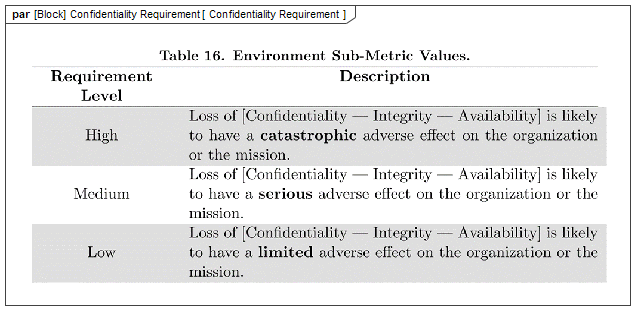 par [Block] Confidentiality Requirement [ Confidentiality Requirement ]
Table 16. Environment Sub-Metric Values.
Requirement Level
Description
High
Loss of [Confidentiality — Integrity — Availability] is likely
to have a catastrophic adverse effect on the organization
or the mission.
Medium
Loss of [Confidentiality — Integrity — Availability] is likely
to have a serious adverse effect on the organization or the
mission.
Low
Loss of [Confidentiality — Integrity — Availability] is likely
to have a limited adverse effect on the organization or the
mission.